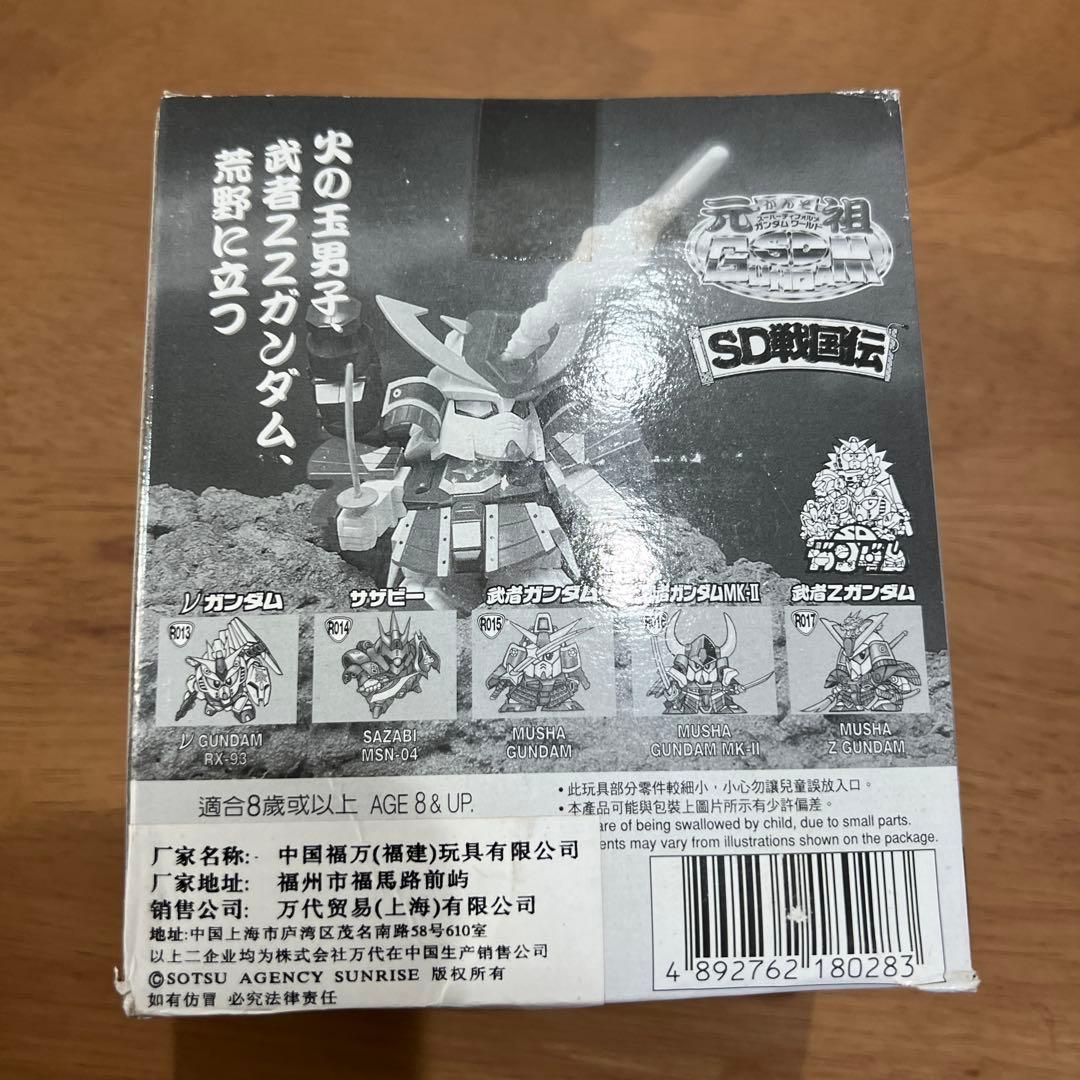 火の玉男子、
武者ZZガンダム、
荒野に立つ
元祖
がんそ
スーパーディフォルメ
ガンダムワールド
SD
GUNDAM
SD戦国伝
SD
ガンダム
νガンダム
サザビー
武者ガンダム
者ガンダムMK-II
武者Zガンダム
R013
R014
R015
R016
R017
ν GUNDAM
RX-93
SAZABI
MSN-04
MUSHA
GUNDAM
MUSHA
GUNDAM MK-II
MUSHA
Z GUNDAM
適合8歲或以上 AGE 8 & UP.
・此玩具部分零件較細小，小心勿讓兒童誤放入口。
・本產品可能與包裝上圖片所示有少許偏差。
are of being swallowed by child, due to small parts.
ents may vary from illustrations shown on the package.
厂家名称: 中国福万(福建)玩具有限公司
厂家地址: 福州市福馬路前屿
销售公司: 万代贸易(上海)有限公司
地址:中国上海市庐湾区茂名南路58号610室
以上二企业均为株式会社万代在中国生产销售公司
©SOTSU AGENCY SUNRISE 版权所有
如有仿冒 必究法律责任
4 892762 180283